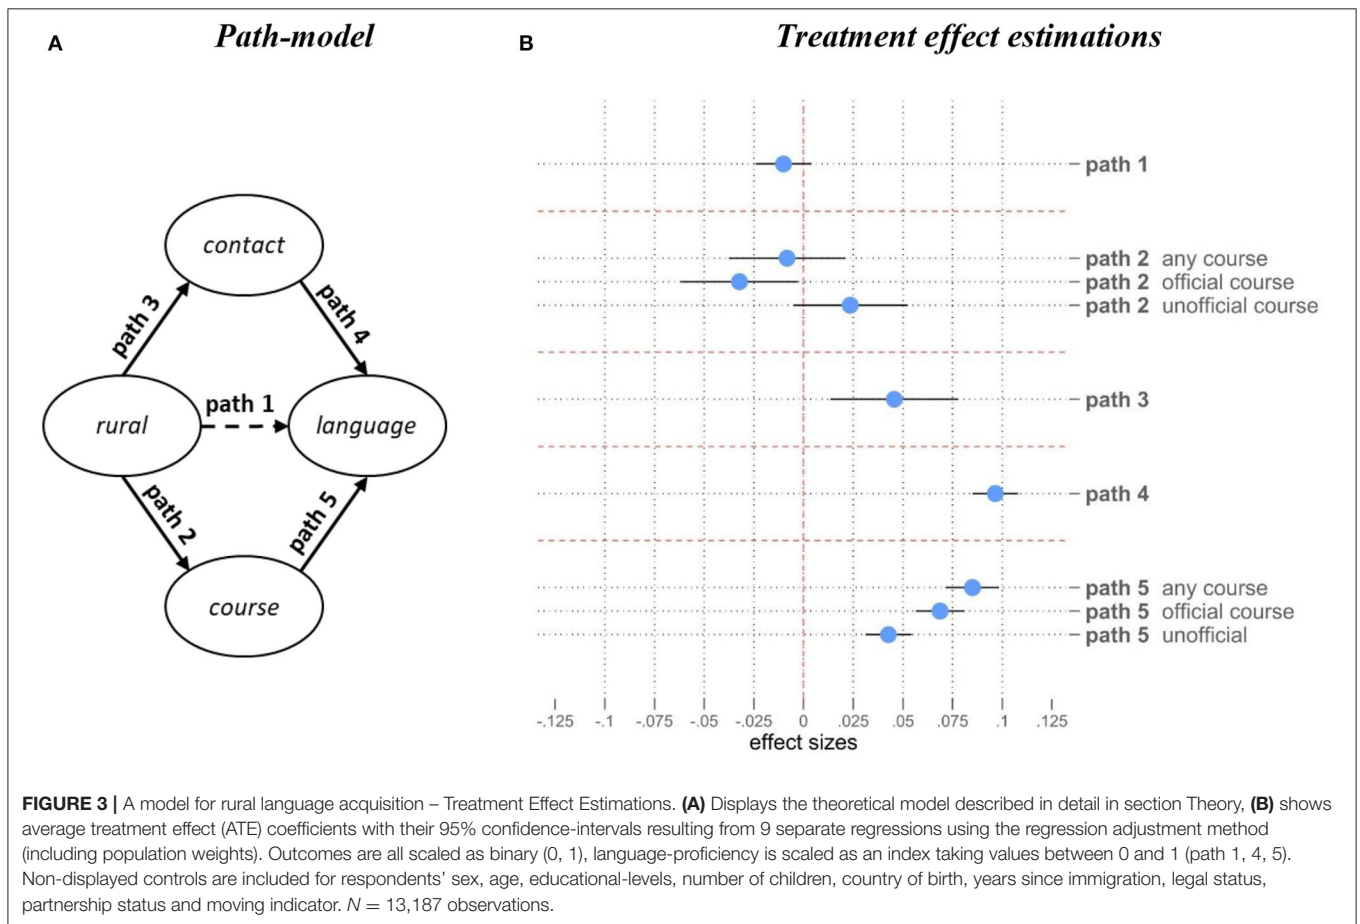 A
Path-model
contact
path 3
path 4
rural
path 1
language
path 2
path 5
course
B
Treatment effect estimations
path 1
path 2 any course
path 2 official course
path 2 unofficial course
path 3
path 4
path 5 any course
path 5 official course
path 5 unofficial
-.125 -.1 -.075 -.05 -.025 0 .025 .05 .075 .1 .125
effect sizes
FIGURE 3 | A model for rural language acquisition – Treatment Effect Estimations. (A) Displays the theoretical model described in detail in section Theory, (B) shows
average treatment effect (ATE) coefficients with their 95% confidence-intervals resulting from 9 separate regressions using the regression adjustment method
(including population weights). Outcomes are all scaled as binary (0, 1), language-proficiency is scaled as an index taking values between 0 and 1 (path 1, 4, 5).
Non-displayed controls are included for respondents' sex, age, educational-levels, number of children, country of birth, years since immigration, legal status,
partnership status and moving indicator. N = 13,187 observations.